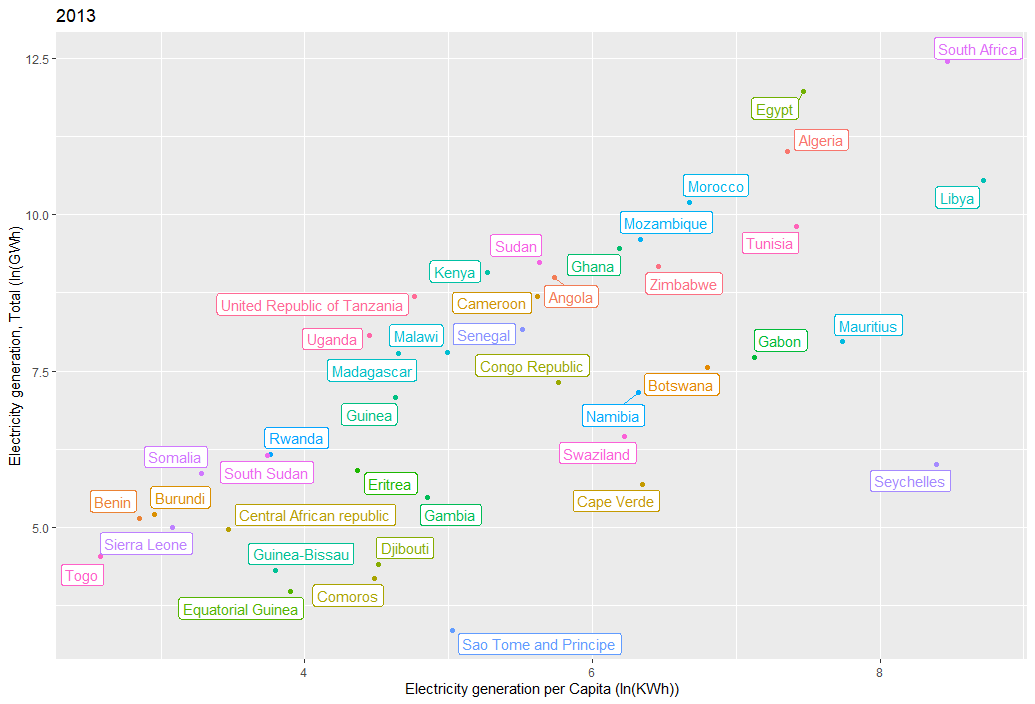 2013
South Africa
12.5
Egypt
Algeria
Morocco
Libya
10.0
Mozambique
Tunisia
Sudan
Ghana
Kenya
Zimbabwe
Angola
Cameroon
United Republic of Tanzania
Mauritius
Malawi
Senegal
Uganda
Gabon
Congo Republic
Madagascar
7.5
Botswana
Guinea
Namibia
Rwanda
Swaziland
Somalia
South Sudan
Seychelles
Eritrea
Burundi
Benin
Cape Verde
Central African republic
Gambia
5.0
Sierra Leone
Djibouti
Guinea-Bissau
Togo
Comoros
Equatorial Guinea
Sao Tome and Principe
4
6
8
Electricity generation per Capita (ln(KWh))
Electricity generation, Total (ln(GWh)